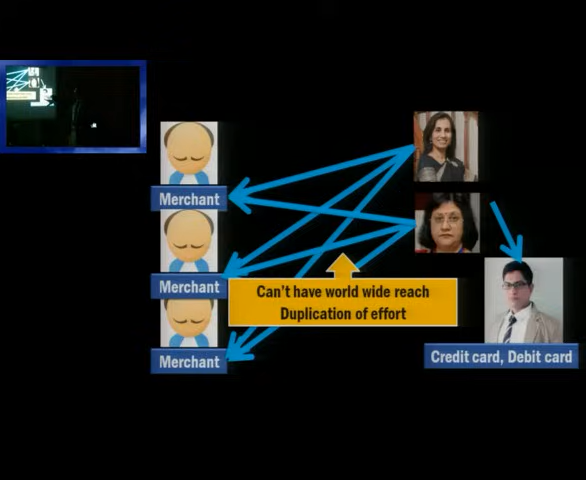 Merchant
Merchant
Can't have world wide reach
Duplication of effort
Merchant
Credit card, Debit card